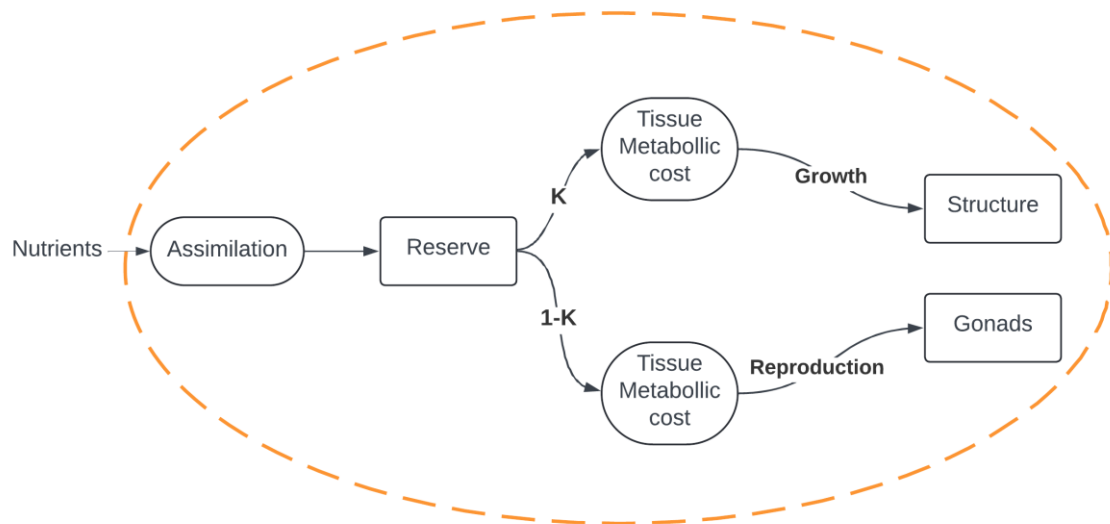 Nutrients
Assimilation
Reserve
K
1-K
Tissue
Metabollic
cost
Growth
Structure
Tissue
Metabollic
cost
Reproduction
Gonads